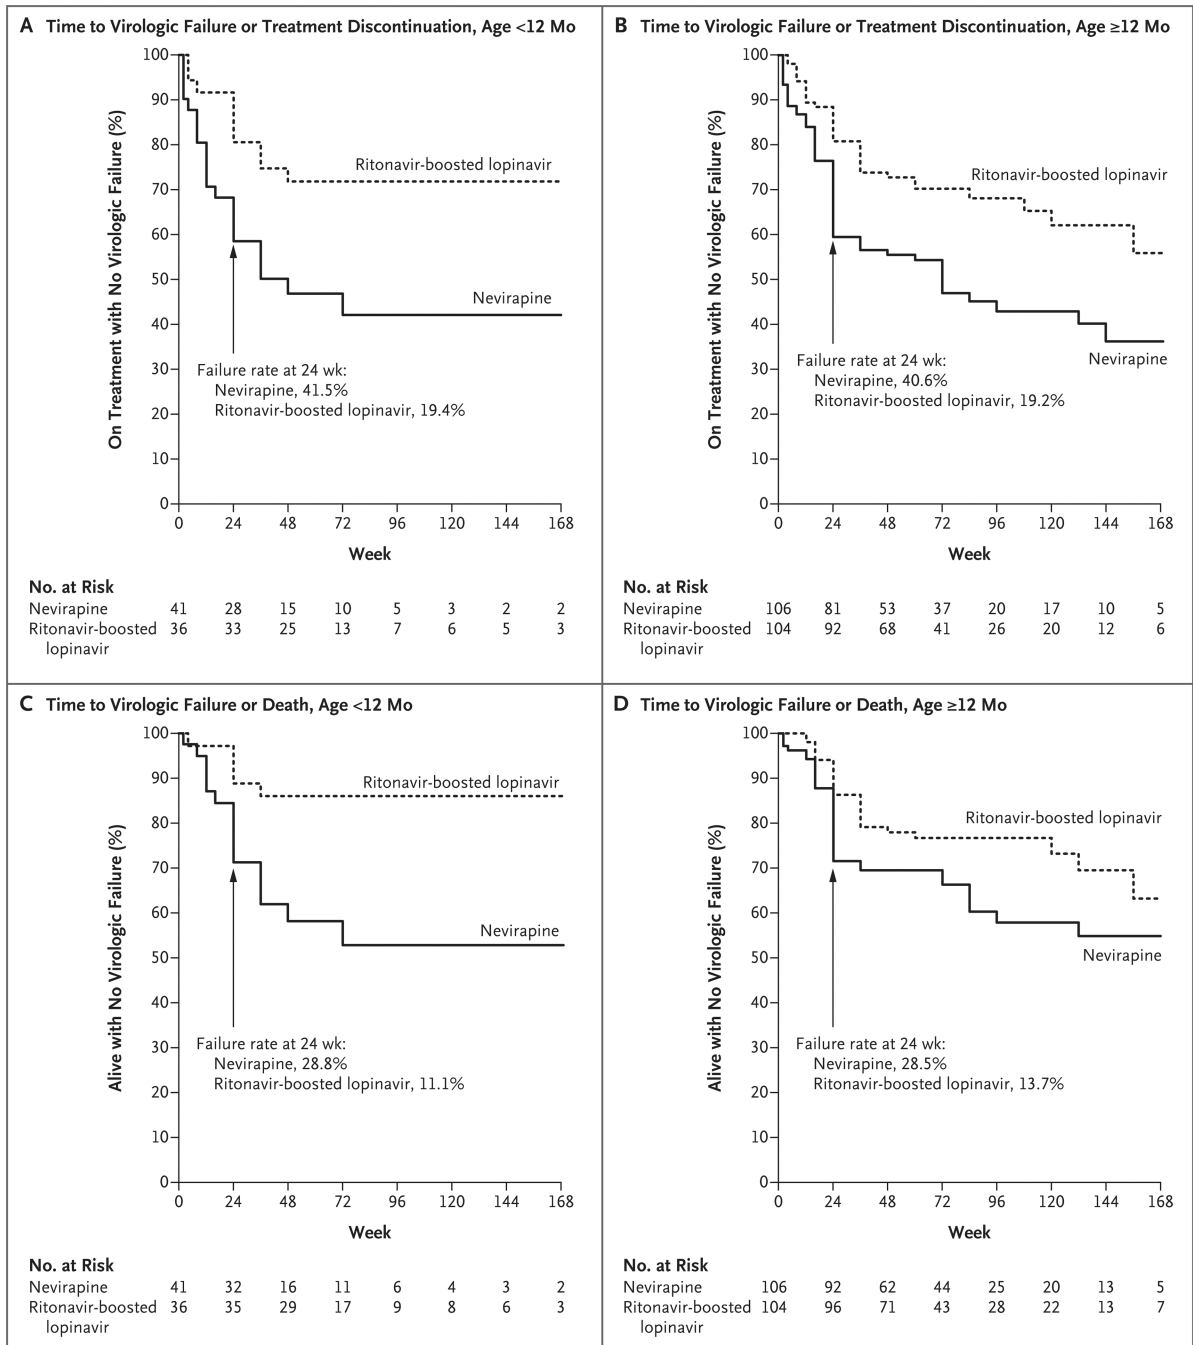 A Time to Virologic Failure or Treatment Discontinuation, Age <12 Mo
On Treatment with No Virologic Failure (%)
100
90
80
70
60
50
40
30
20
10
0
Ritonavir-boosted lopinavir
Nevirapine
Failure rate at 24 wk:
Nevirapine, 41.5%
Ritonavir-boosted lopinavir, 19.4%
0 24 48 72 96 120 144 168
Week
No. at Risk
Nevirapine 41 28 15 10 5 3 2 2
Ritonavir-boosted 36 33 25 13 7 6 5 3
lopinavir
B Time to Virologic Failure or Treatment Discontinuation, Age ≥12 Mo
On Treatment with No Virologic Failure (%)
100
90
80
70
60
50
40
30
20
10
0
Ritonavir-boosted lopinavir
Nevirapine
Failure rate at 24 wk:
Nevirapine, 40.6%
Ritonavir-boosted lopinavir, 19.2%
0 24 48 72 96 120 144 168
Week
No. at Risk
Nevirapine 106 81 53 37 20 17 10 5
Ritonavir-boosted 104 92 68 41 26 20 12 6
lopinavir
C Time to Virologic Failure or Death, Age <12 Mo
Alive with No Virologic Failure (%)
100
90
80
70
60
50
40
30
20
10
0
Ritonavir-boosted lopinavir
Nevirapine
Failure rate at 24 wk:
Nevirapine, 28.8%
Ritonavir-boosted lopinavir, 11.1%
0 24 48 72 96 120 144 168
Week
No. at Risk
Nevirapine 41 32 16 11 6 4 3 2
Ritonavir-boosted 36 35 29 17 9 8 6 3
lopinavir
D Time to Virologic Failure or Death, Age ≥12 Mo
Alive with No Virologic Failure (%)
100
90
80
70
60
50
40
30
20
10
0
Ritonavir-boosted lopinavir
Nevirapine
Failure rate at 24 wk:
Nevirapine, 28.5%
Ritonavir-boosted lopinavir, 13.7%
0 24 48 72 96 120 144 168
Week
No. at Risk
Nevirapine 106 92 62 44 25 20 13 5
Ritonavir-boosted 104 96 71 43 28 22 13 7
lopinavir